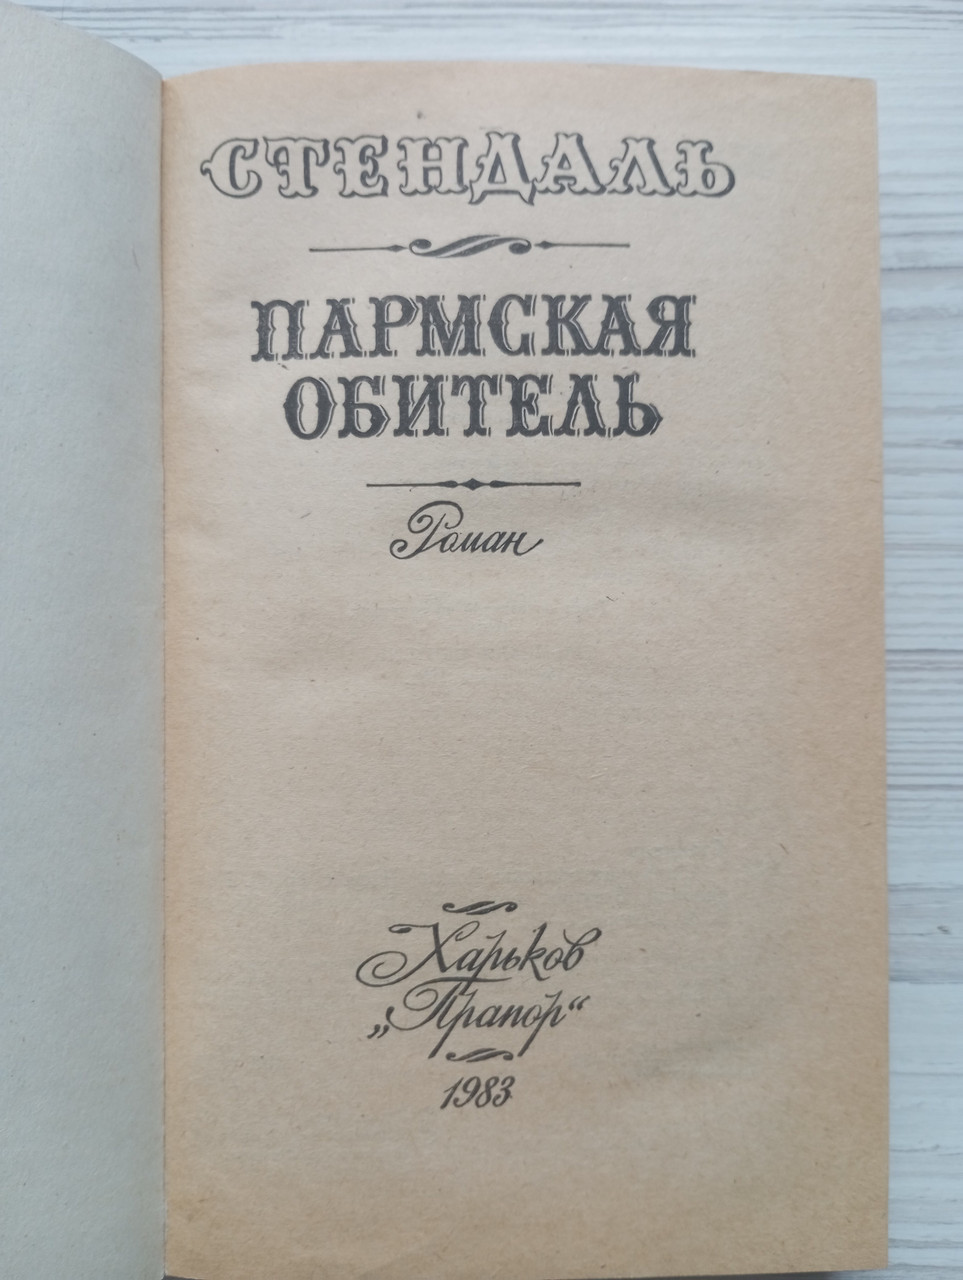 СТЕНДАЛЬ
ПАРМСКАЯ
ОБИТЕЛЬ
Роман
Харьков
„Прапор“
1983